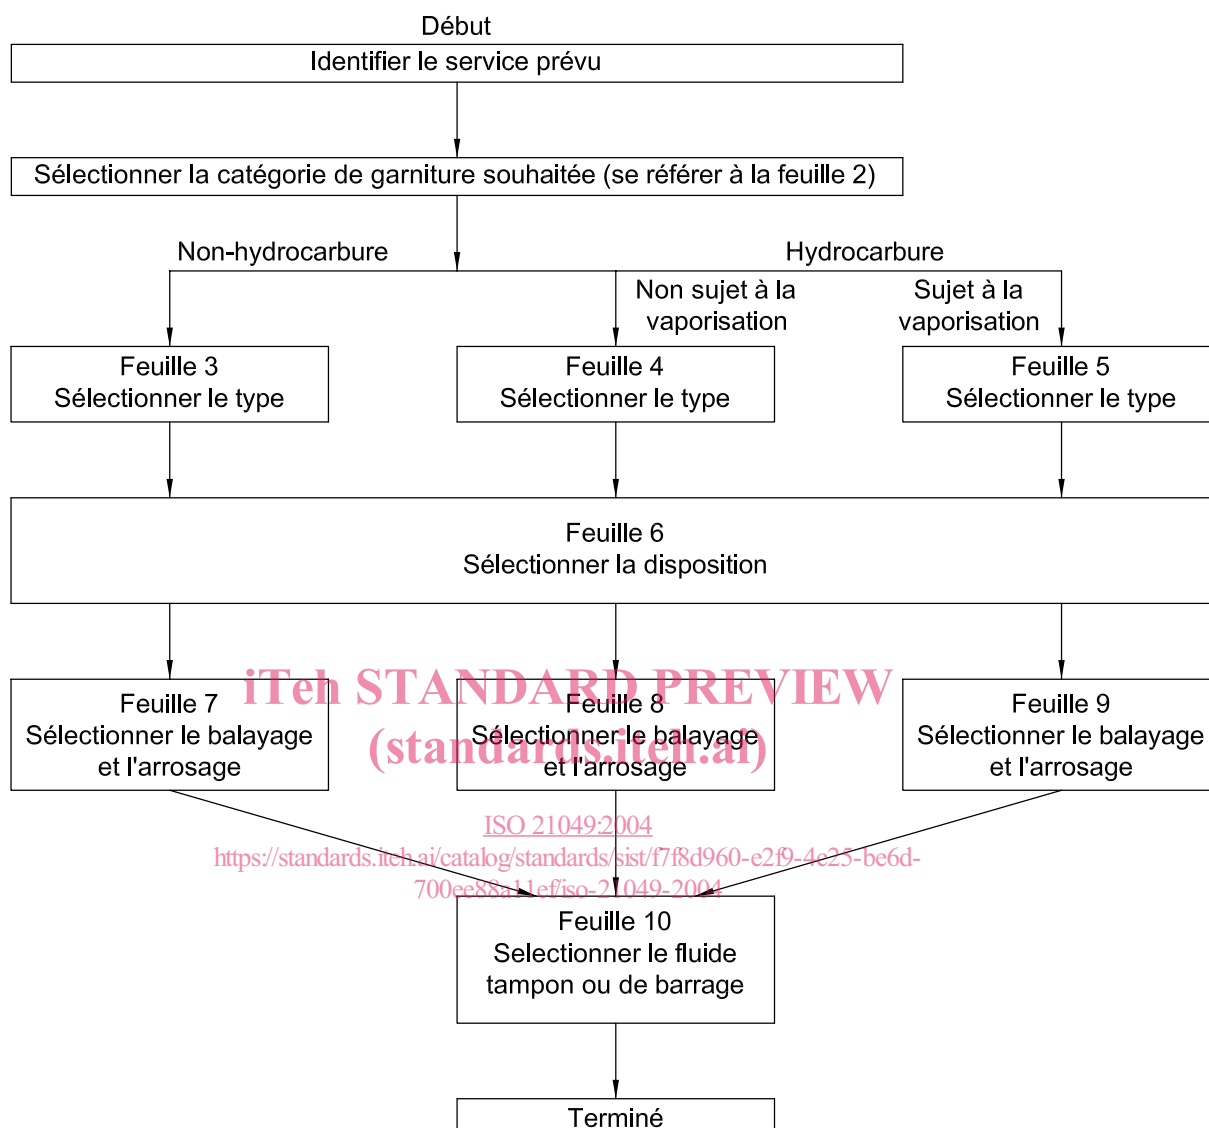 Début
Identifier le service prévu
Sélectionner la catégorie de garniture souhaitée (se référer à la feuille 2)
Non-hydrocarbure
Hydrocarbure
Non sujet à la
vaporisation
Sujet à la
vaporisation
Feuille 3
Sélectionner le type
Feuille 4
Sélectionner le type
Feuille 5
Sélectionner le type
Feuille 6
Sélectionner la disposition
iTeh STANDARD PREVIEW
(standards.iteh.ai)
Feuille 7
Sélectionner le balayage
et l'arrosage
Feuille 8
Sélectionner le balayage
et l'arrosage
Feuille 9
Sélectionner le balayage
et l'arrosage
ISO 21049:2004
https://standards.iteh.ai/catalog/standards/sist/f7f8d960-e2f9-4c25-be6d-
700ee88a11ef/iso-21049-2004
Feuille 10
Selectionner le fluide
tampon ou de barrage
Terminé